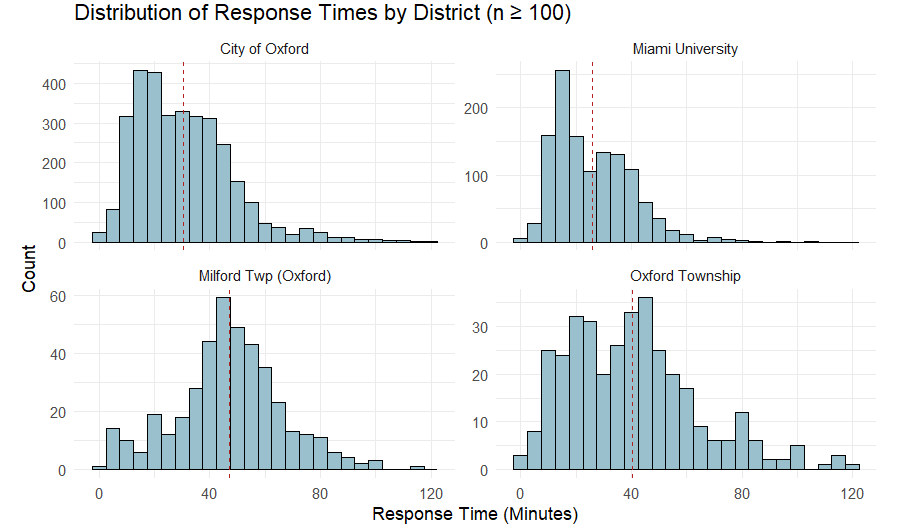 Distribution of Response Times by District (n ≥ 100)
City of Oxford
Miami University
400
300
200
100
0
200
100
0
Count
Milford Twp (Oxford)
Oxford Township
60
40
20
0
30
20
10
0
0 40 80 120
0 40 80 120
Response Time (Minutes)